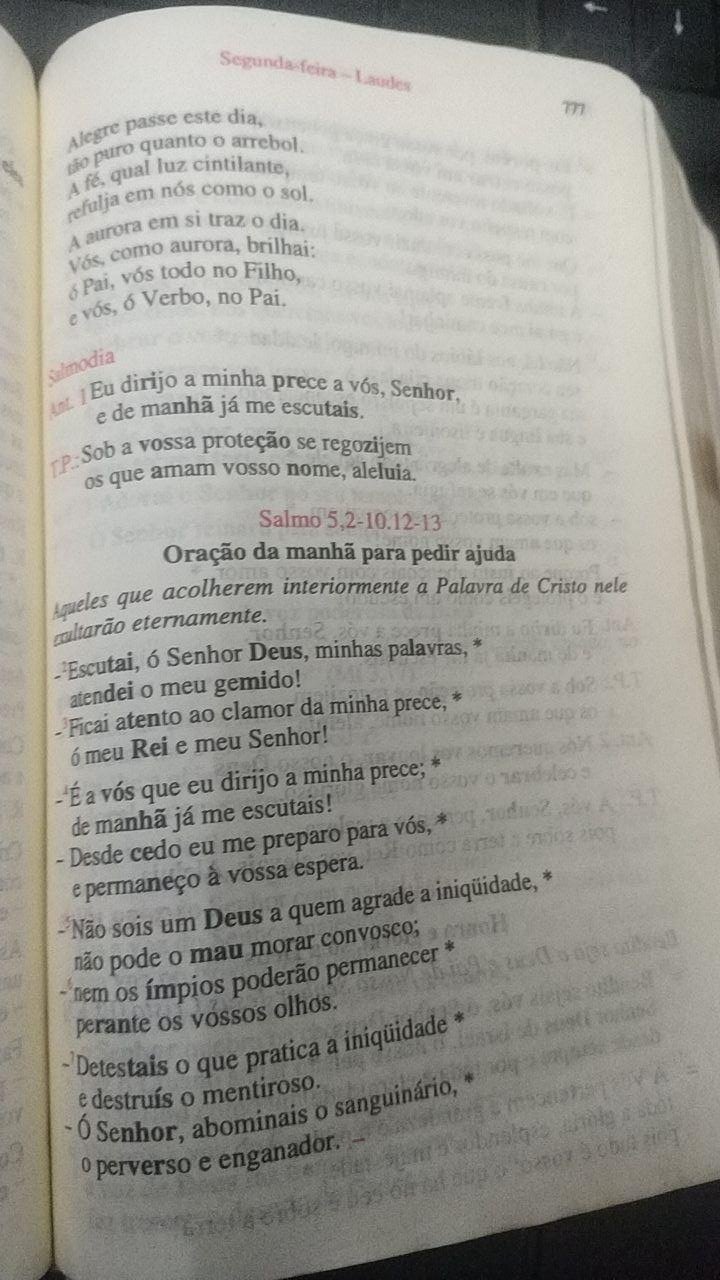 Segunda-feira – Laudes
777
Alegre passe este dia,
tão puro quanto o arrebol.
A fé, qual luz cintilante,
refulja em nós como o sol.
A aurora em si traz o dia.
Vós, como aurora, brilhai:
ó Pai, vós todo no Filho,
e vós, ó Verbo, no Pai.
Salmodia
Ant. 1 Eu dirijo a minha prece a vós, Senhor,
e de manhã já me escutais.
T.P.: Sob a vossa proteção se regozijem
os que amam vosso nome, aleluia.
Salmo 5,2-10.12-13
Oração da manhã para pedir ajuda
Aqueles que acolherem interiormente a Palavra de Cristo nele
exultarão eternamente.
– ²Escutai, ó Senhor Deus, minhas palavras, *
atendei o meu gemido!
– ³Ficai atento ao clamor da minha prece, *
ó meu Rei e meu Senhor!
– ⁴É a vós que eu dirijo a minha prece; *
de manhã já me escutais!
– Desde cedo eu me preparo para vós, *
e permaneço à vossa espera.
– ⁵Não sois um Deus a quem agrade a iniqüidade, *
não pode o mau morar convosco;
– ⁶nem os ímpios poderão permanecer *
perante os vossos olhos.
– ⁷Detestais o que pratica a iniqüidade *
e destruís o mentiroso.
– Ó Senhor, abominais o sanguinário, *
o perverso e enganador. –